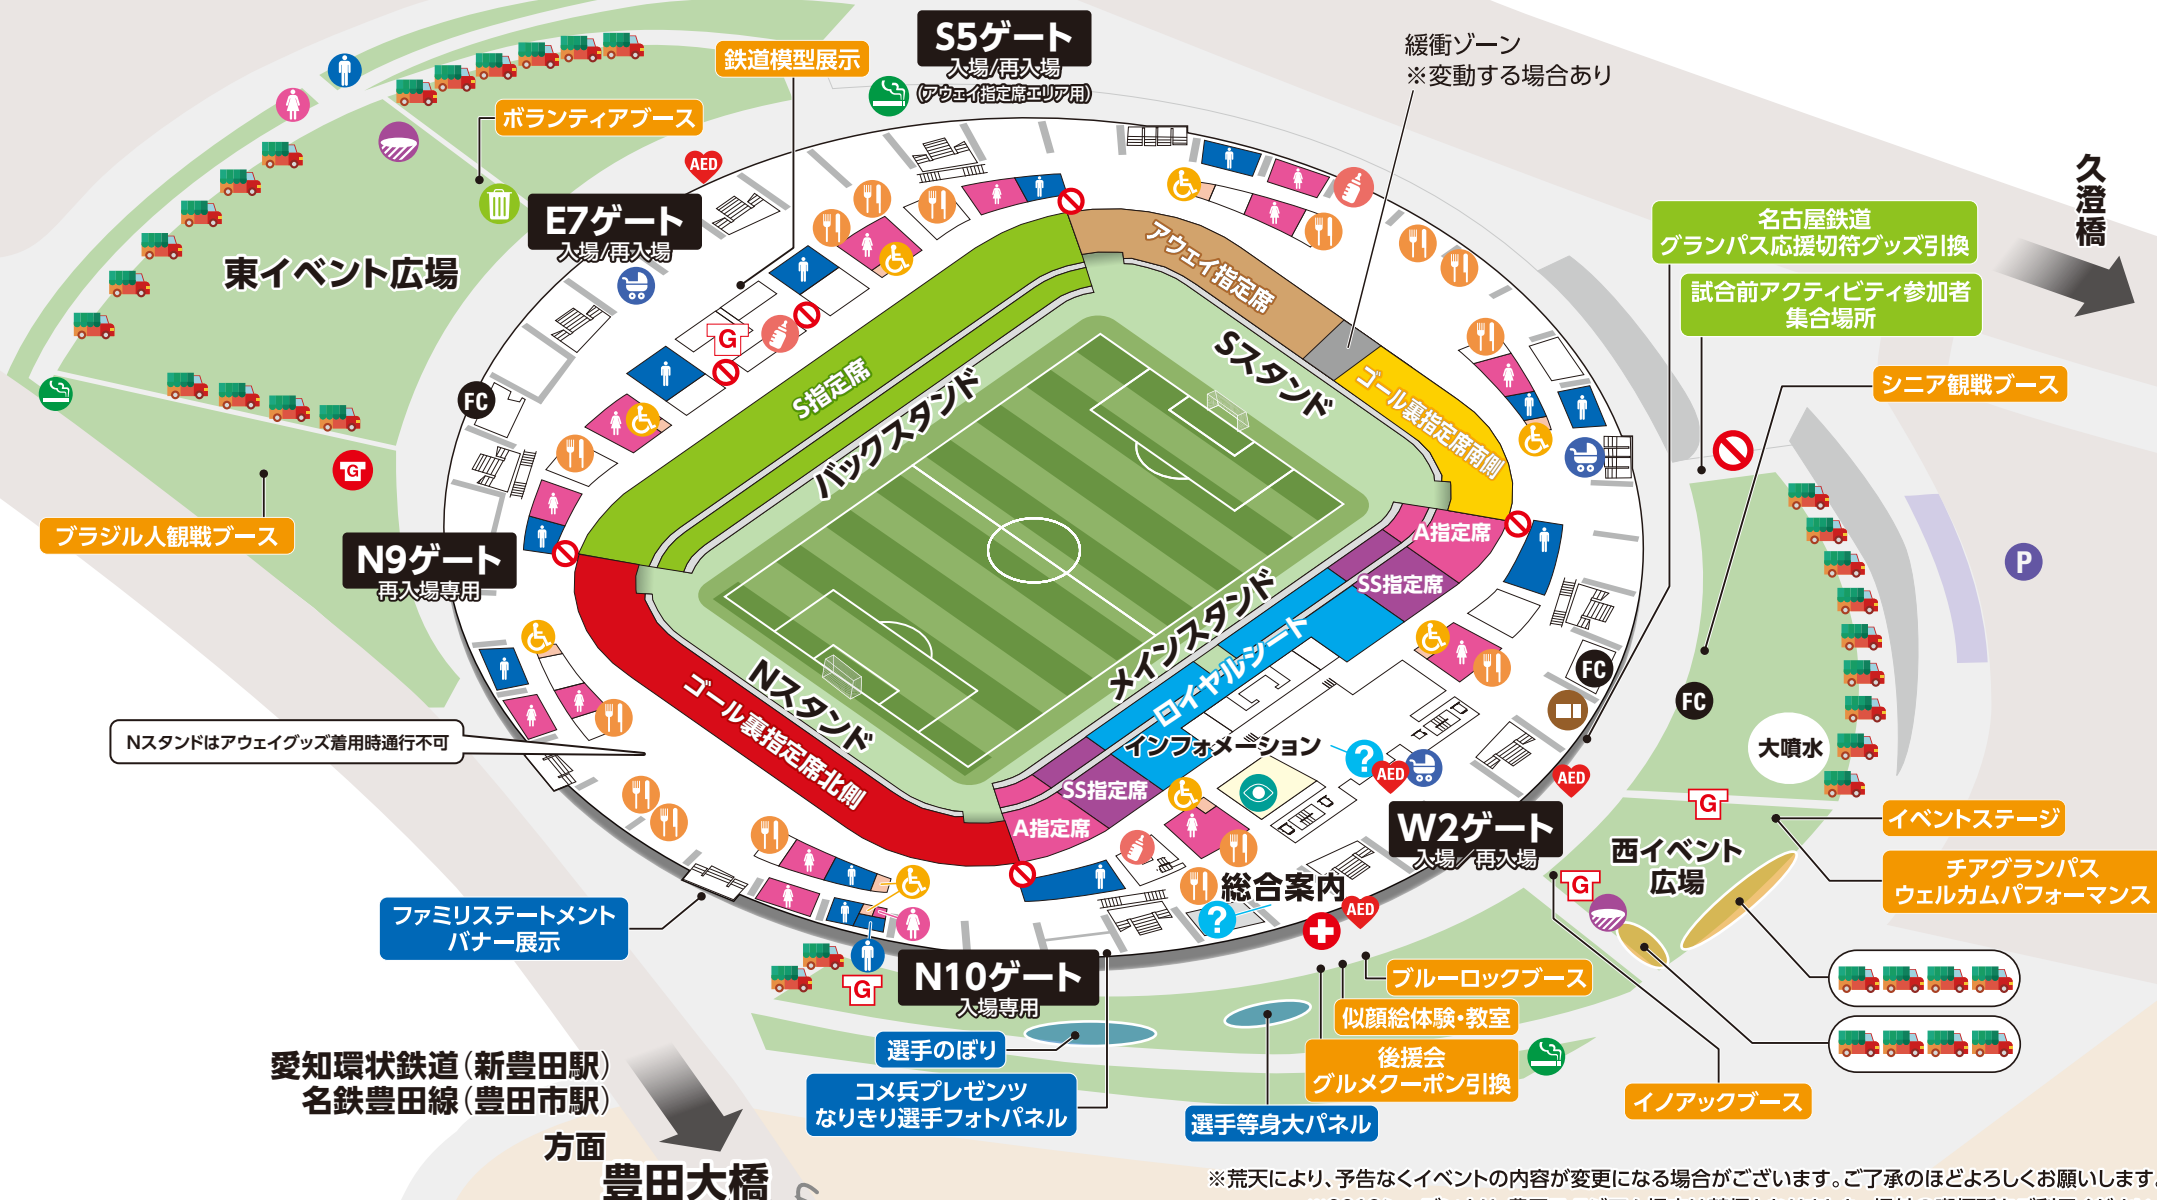 S5ゲート
入場/再入場
(アウェイ指定席エリア用)
鉄道模型展示
緩衝ゾーン
※変動する場合あり
ボランティアブース
AED
E7ゲート
入場/再入場
東イベント広場
久澄橋
名古屋鉄道
グランパス応援切符グッズ引換
試合前アクティビティ参加者
集合場所
シニア観戦ブース
アウェイ指定席
Sスタンド
ゴール裏指定席南側
S指定席
バックスタンド
G
FC
G
ブラジル人観戦ブース
N9ゲート
再入場専用
A指定席
SS指定席
メインスタンド
ロイヤルシート
P
FC
FC
Nスタンド
ゴール裏指定席北側
Nスタンドはアウェイグッズ着用時通行不可
インフォメーション
?
AED
AED
大噴水
SS指定席
A指定席
W2ゲート
入場/再入場
G
イベントステージ
西イベント
広場
チアグランパス
ウェルカムパフォーマンス
G
総合案内
?
AED
ファミリステートメント
バナー展示
N10ゲート
入場専用
G
ブルーロックブース
似顔絵体験・教室
後援会
グルメクーポン引換
選手のぼり
コメ兵プレゼンツ
なりきり選手フォトパネル
選手等身大パネル
イノアックブース
愛知環状鉄道(新豊田駅)
名鉄豊田線(豊田市駅)
方面
豊田大橋
※荒天により、予告なくイベントの内容が変更になる場合がございます。ご了承のほどよろしくお願いします。